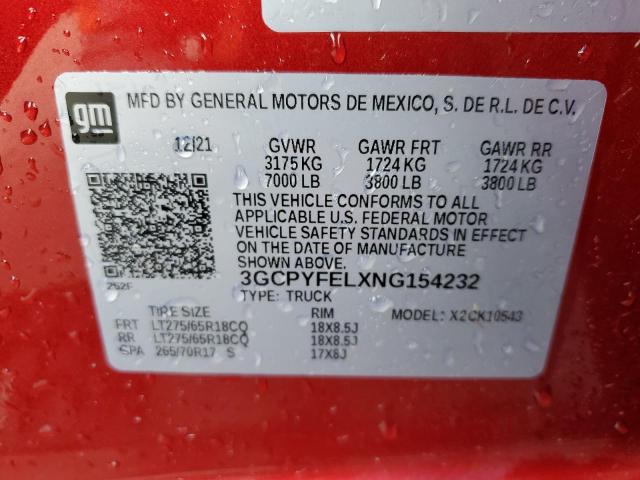 gm MFD BY GENERAL MOTORS DE MEXICO, S. DE R.L. DE C.V.
12/21 GVWR GAWR FRT GAWR RR
3175 KG 1724 KG 1724 KG
7000 LB 3800 LB 3800 LB
THIS VEHICLE CONFORMS TO ALL
APPLICABLE U.S. FEDERAL MOTOR
VEHICLE SAFETY STANDARDS IN EFFECT
ON THE DATE OF MANUFACTURE
SHOWN ABOVE.
252F 3GCPYFELXNG154232
TYPE: TRUCK
TIRE SIZE RIM MODEL: X2CK10543
FRT LT275/65R18CQ 18X8.5J
RR LT275/65R18CQ 18X8.5J
SPA 265/70R17 S 17X8J